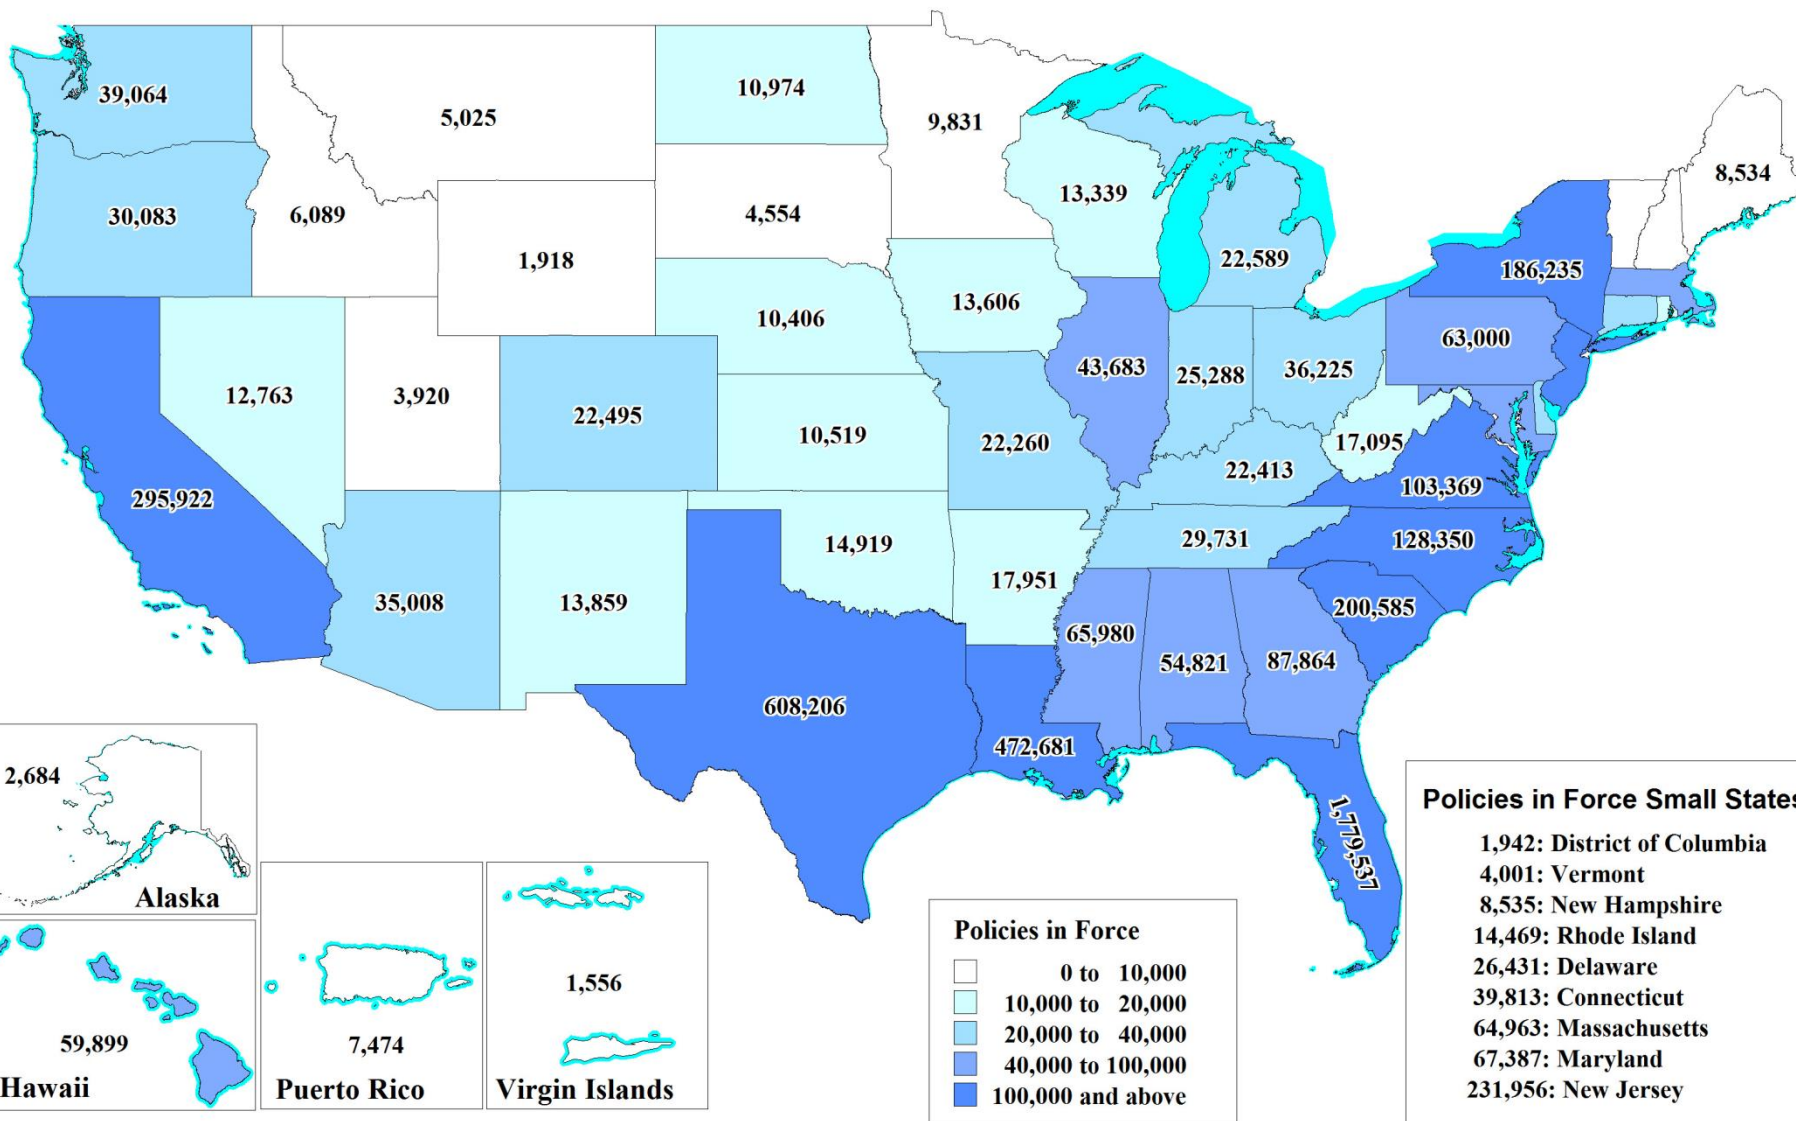 39,064
5,025
10,974
9,831
8,534
30,083
6,089
4,554
13,339
1,918
22,589
186,235
10,406
13,606
63,000
12,763
3,920
22,495
43,683
25,288
36,225
10,519
22,260
17,095
22,413
295,922
103,369
14,919
29,731
128,350
35,008
13,859
17,951
200,585
65,980
54,821
87,864
608,206
472,681
1,779,537
2,684
Alaska
59,899
Hawaii
7,474
Puerto Rico
1,556
Virgin Islands
Policies in Force
0 to 10,000
10,000 to 20,000
20,000 to 40,000
40,000 to 100,000
100,000 and above
Policies in Force Small States
1,942: District of Columbia
4,001: Vermont
8,535: New Hampshire
14,469: Rhode Island
26,431: Delaware
39,813: Connecticut
64,963: Massachusetts
67,387: Maryland
231,956: New Jersey